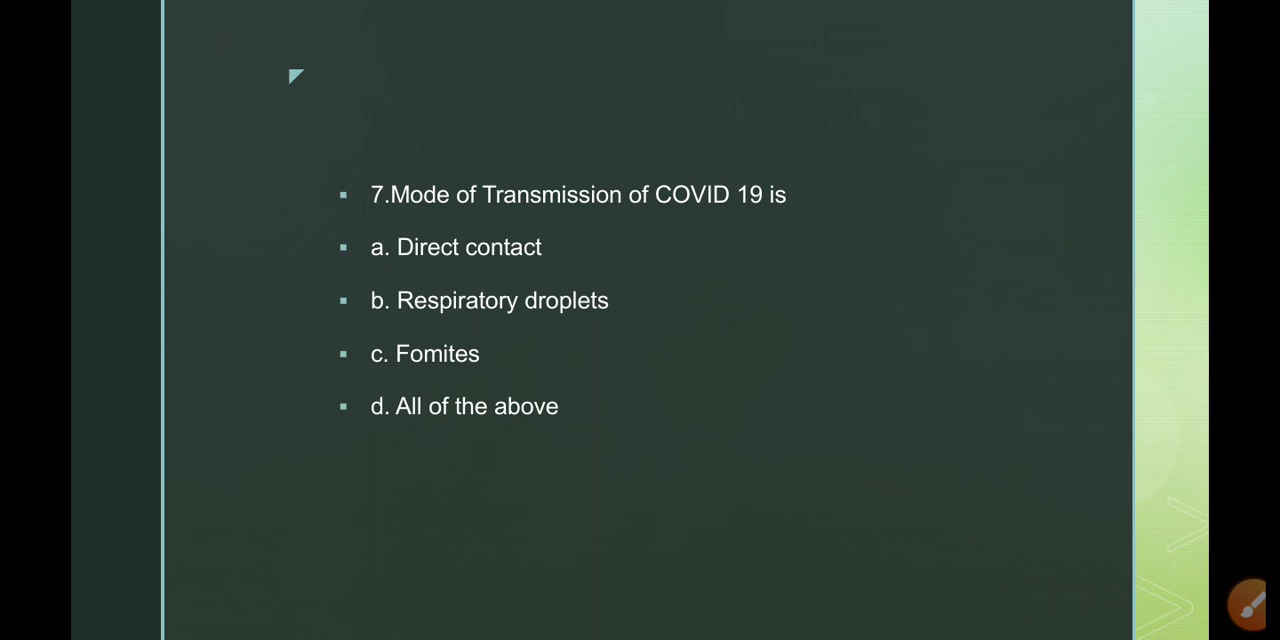 7.Mode of Transmission of COVID 19 is
a. Direct contact
b. Respiratory droplets
c. Fomites
d. All of the above